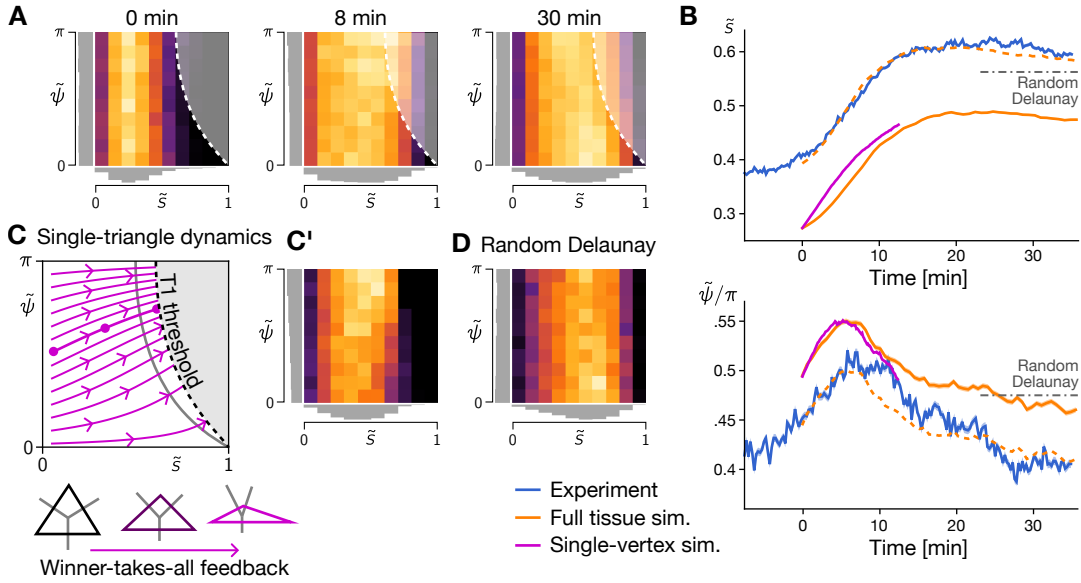 A
0 min
8 min
30 min
π
ψ̃
0
0
s̃
1
ψ̃
π
0
0
s̃
1
ψ̃
π
0
0
s̃
1
B
s̃
0.6
0.5
0.4
0.3
Random
Delaunay
0
10
20
30
Time [min]
C Single-triangle dynamics
π
ψ̃
0
0
s̃
1
T1 threshold
C'
π
ψ̃
0
D Random Delaunay
π
ψ̃
0
ψ̃/π
.55
.5
.45
0.4
Random
Delaunay
0
10
20
30
Time [min]
Winner-takes-all feedback
Experiment
Full tissue sim.
Single-vertex sim.